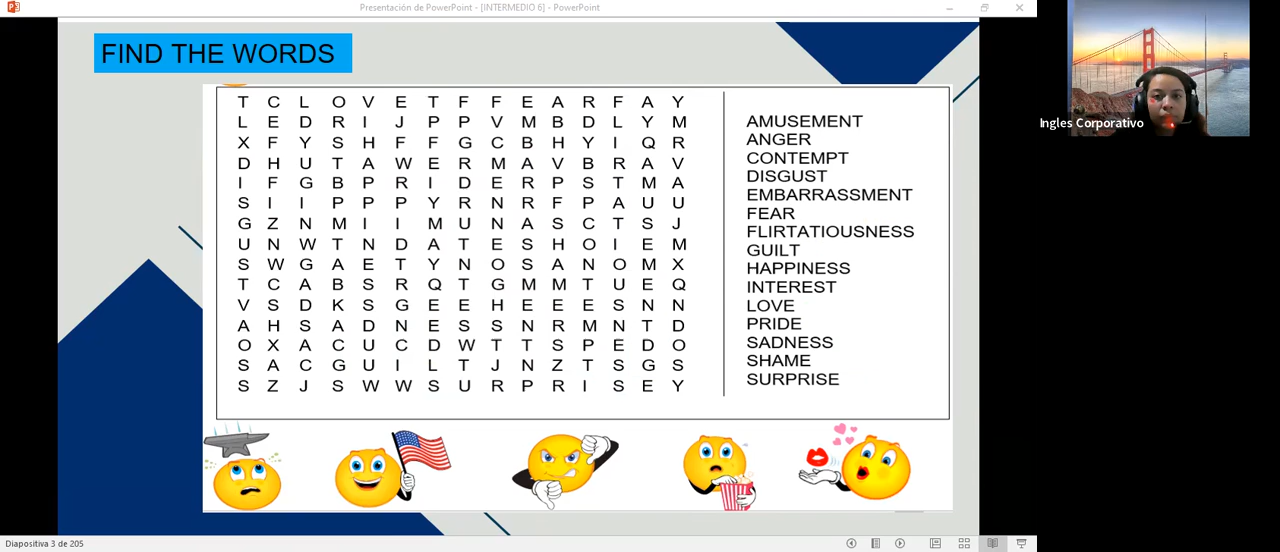 Presentación de PowerPoint - [INTERMEDIO 6] - PowerPoint
FIND THE WORDS
T C L O V E T F F E A R F A Y
L E D R I J P P V M B D L Y M
X F Y S H F F G C B H Y I Q R
D H U T A W E R M A V B R A V
I F G B P R I D E R P S T M A
S I I P P P Y R N R F P A U U
G Z N M I I M U N A S C T S J
U N W T N D A T E S H O I E M
S W G A E T Y N O S A N O M X
T C A B S R Q T G M M T U E Q
V S D K S G E E H E E E S N N
A H S A D N E S S N R M N T D
O X A C U C D W T T S P E D O
S A C G U I L T J N Z T S G S
S Z J S W W S U R P R I S E Y
AMUSEMENT
ANGER
CONTEMPT
DISGUST
EMBARRASSMENT
FEAR
FLIRTATIOUSNESS
GUILT
HAPPINESS
INTEREST
LOVE
PRIDE
SADNESS
SHAME
SURPRISE
Ingles Corporativo
Diapositiva 3 de 205